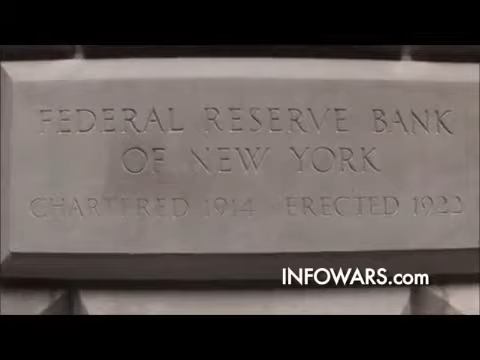 FEDERAL RESERVE BANK
OF NEW YORK
CHARTERED 1914 ERECTED 1922
INFOWARS.com